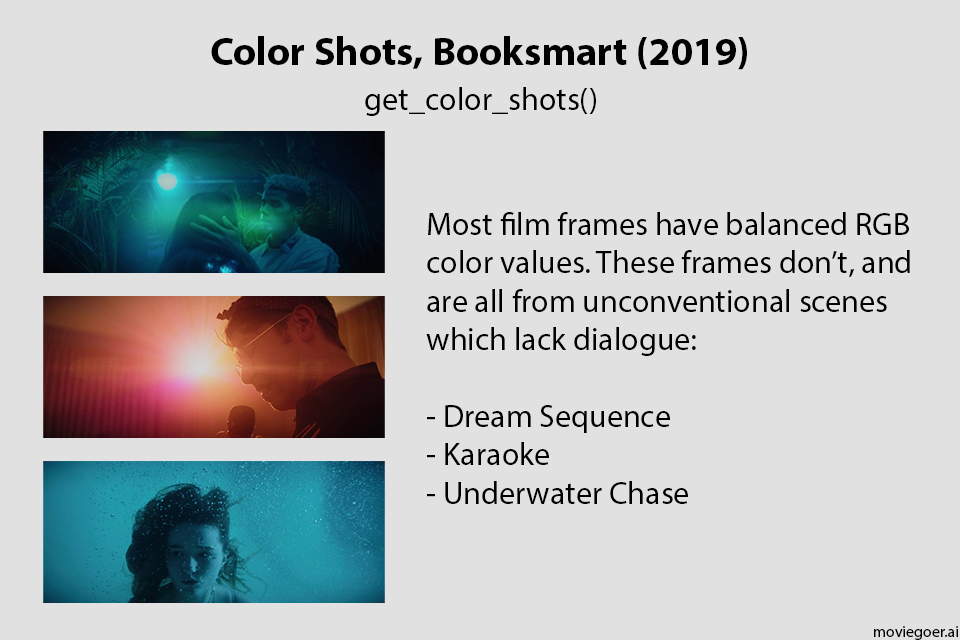 Color Shots, Booksmart (2019)
get_color_shots()
Most film frames have balanced RGB
color values. These frames don’t, and
are all from unconventional scenes
which lack dialogue:
- Dream Sequence
- Karaoke
- Underwater Chase
moviegoer.ai